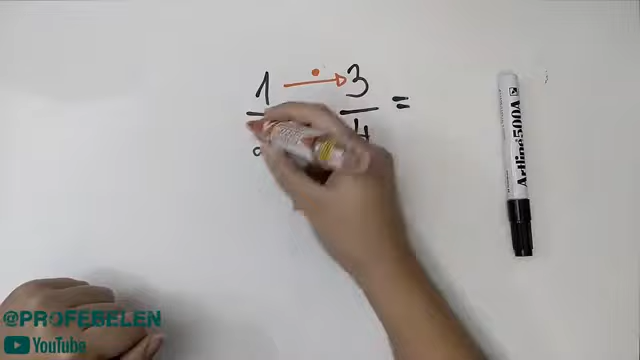 1 · 3 =
4
Artline 500A
@PROFEBELEN
YouTube